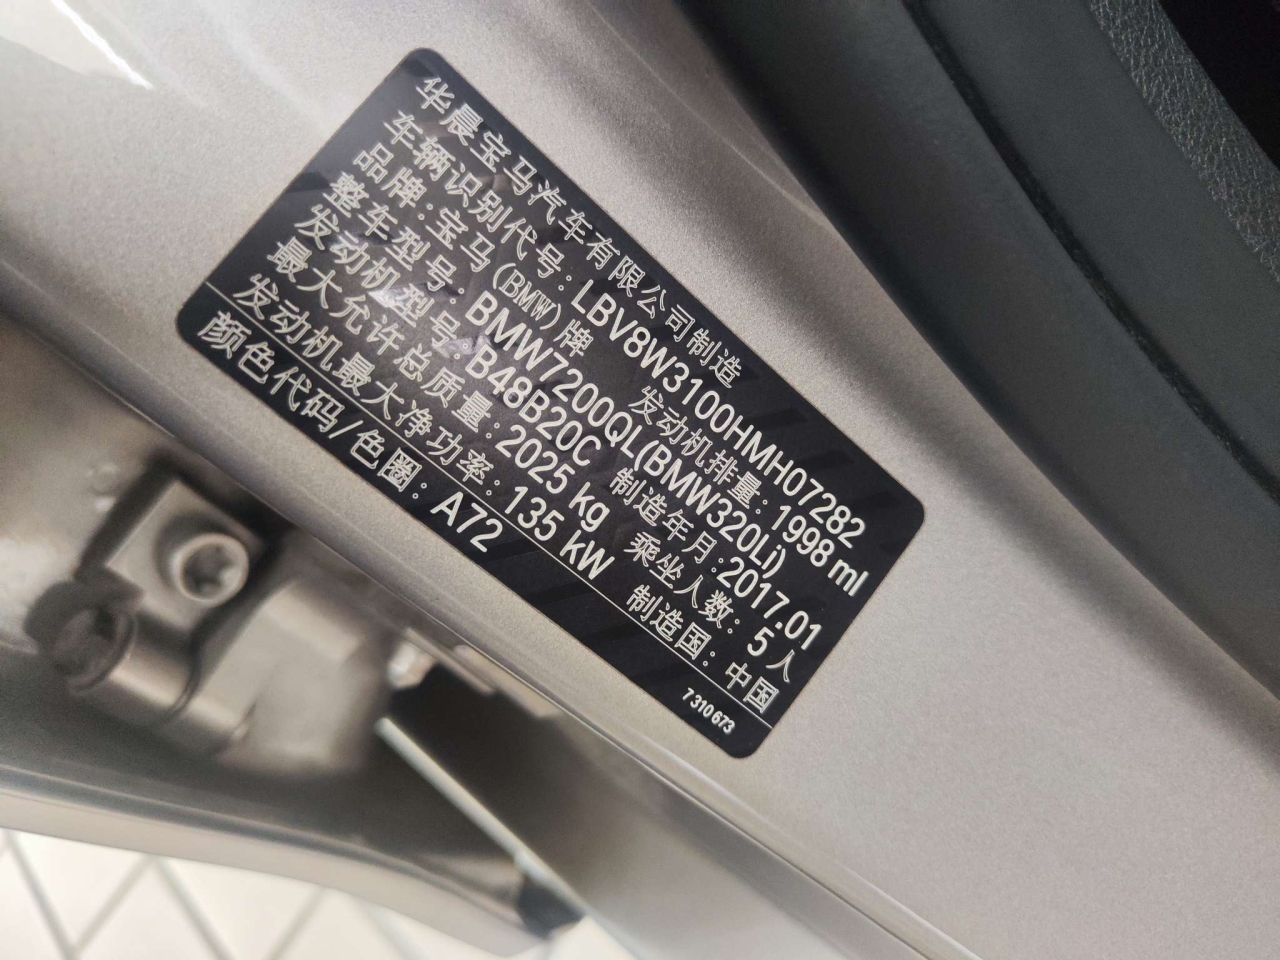 华晨宝马汽车有限公司制造
车辆识别代号: LBV8W3100HMH07282
品牌:宝马(BMW)牌 发动机排量: 1998 ml
整车型号: BMW7200QL(BMW320Li)
发动机型号: B48B20C 制造年月: 2017.01
最大允许总质量: 2025 kg 乘坐人数: 5 人
发动机最大净功率: 135 kW 制造国: 中国
颜色代码/色圈: A72 7310673